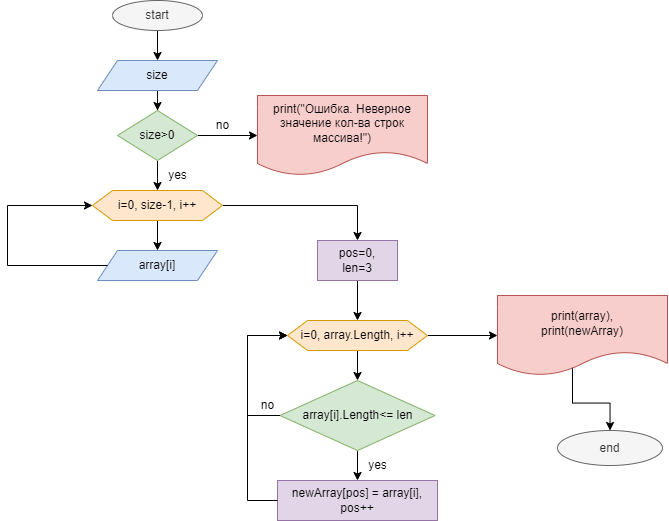 start
size
size>0
no
print("Ошибка. Неверное
значение кол-ва строк
массива!")
yes
i=0, size-1, i++
array[i]
pos=0,
len=3
i=0, array.Length, i++
print(array),
print(newArray)
no
array[i].Length<= len
end
yes
newArray[pos] = array[i],
pos++